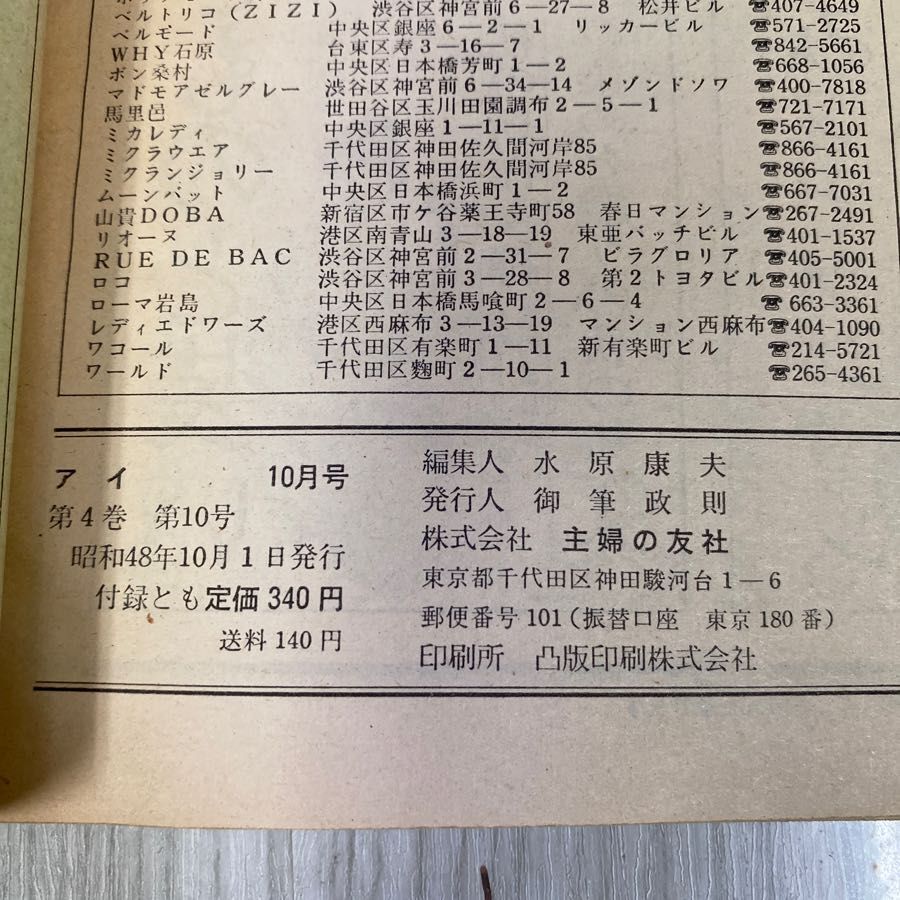 ベルトリコ(ZIZI) 渋谷区神宮前6―27―8 松井ビル ☎407-4649
ベルモード 中央区銀座6―2―1 リッカービル ☎571-2725
WHY石原 台東区寿3―16―7 ☎842-5661
ボン桑村 中央区日本橋芳町1―2 ☎668-1056
マドモアゼルグレー 渋谷区神宮前6―34―14 メゾンドソワ ☎400-7818
馬里邑 世田谷区玉川田園調布2―5―1 ☎721-7171
ミカレディ 中央区銀座1―11―1 ☎567-2101
ミクラウエア 千代田区神田佐久間河岸85 ☎866-4161
ミクランジョリー 千代田区神田佐久間河岸85 ☎866-4161
ムーンバット 中央区日本橋浜町1―2 ☎667-7031
山貴DOBA 新宿区市ケ谷薬王寺町58 春日マンション☎267-2491
リオーヌ 港区南青山3―18―19 東亜バッチビル ☎401-1537
RUE DE BAC 渋谷区神宮前2―31―7 ビラグロリア ☎405-5001
ロコ 渋谷区神宮前3―28―8 第2トヨタビル☎401-2324
ローマ岩島 中央区日本橋馬喰町2―6―4 ☎663-3361
レディエドワーズ 港区西麻布3―13―19 マンション西麻布☎404-1090
ワコール 千代田区有楽町1―11 新有楽町ビル ☎214-5721
ワールド 千代田区麴町2―10―1 ☎265-4361
アイ 10月号
第4巻 第10号
昭和48年10月1日発行
付録とも定価340円
送料140円
編集人 水原康夫
発行人 御筆政則
株式会社 主婦の友社
東京都千代田区神田駿河台1―6
郵便番号101(振替口座 東京180番)
印刷所 凸版印刷株式会社